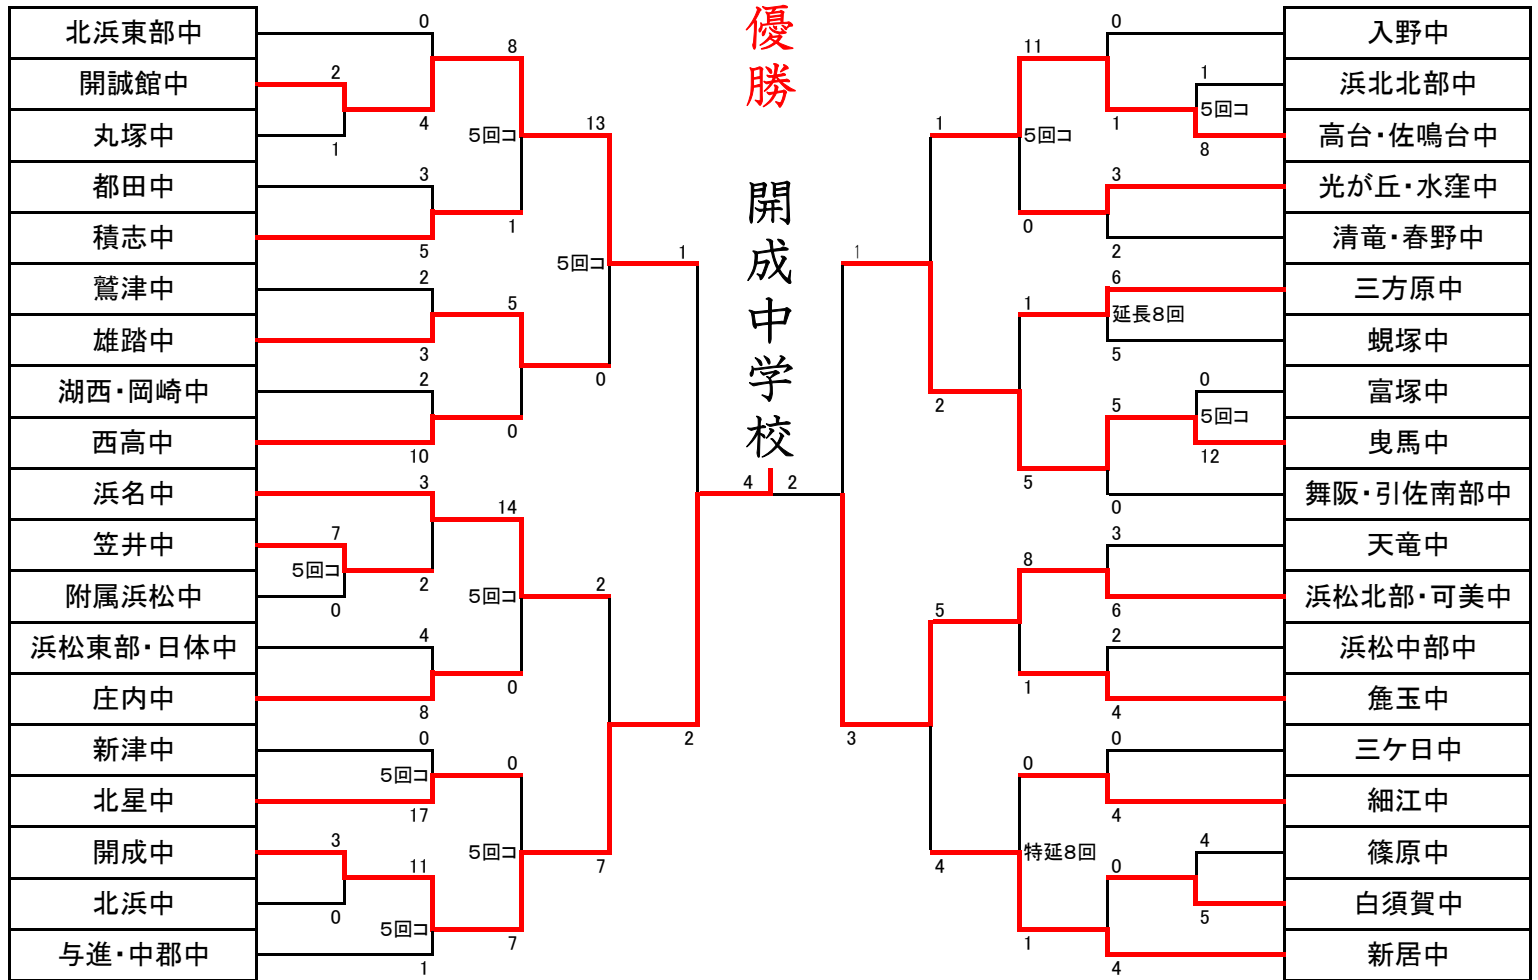 優勝 開成中学校
北浜東部中
開誠館中
丸塚中
都田中
積志中
鷲津中
雄踏中
湖西・岡崎中
西高中
浜名中
笠井中
附属浜松中
浜松東部・日体中
庄内中
新津中
北星中
開成中
北浜中
与進・中郡中
0
2
4
1
3
5
2
3
2
10
3
7
2
0
4
8
0
17
3
11
0
1
8
1
5
0
14
0
0
7
13
0
2
7
1
2
4
2
5回コ
5回コ
5回コ
5回コ
5回コ
5回コ
5回コ
1
3
1
2
5
4
11
0
1
5
8
1
0
1
0
1
3
2
6
5
5
0
3
6
2
4
0
4
0
4
1
8
0
12
4
5
5回コ
5回コ
延長8回
5回コ
特延8回
入野中
浜北北部中
高台・佐鳴台中
光が丘・水窪中
清竜・春野中
三方原中
蜆塚中
富塚中
曳馬中
舞阪・引佐南部中
天竜中
浜松北部・可美中
浜松中部中
麁玉中
三ケ日中
細江中
篠原中
白須賀中
新居中